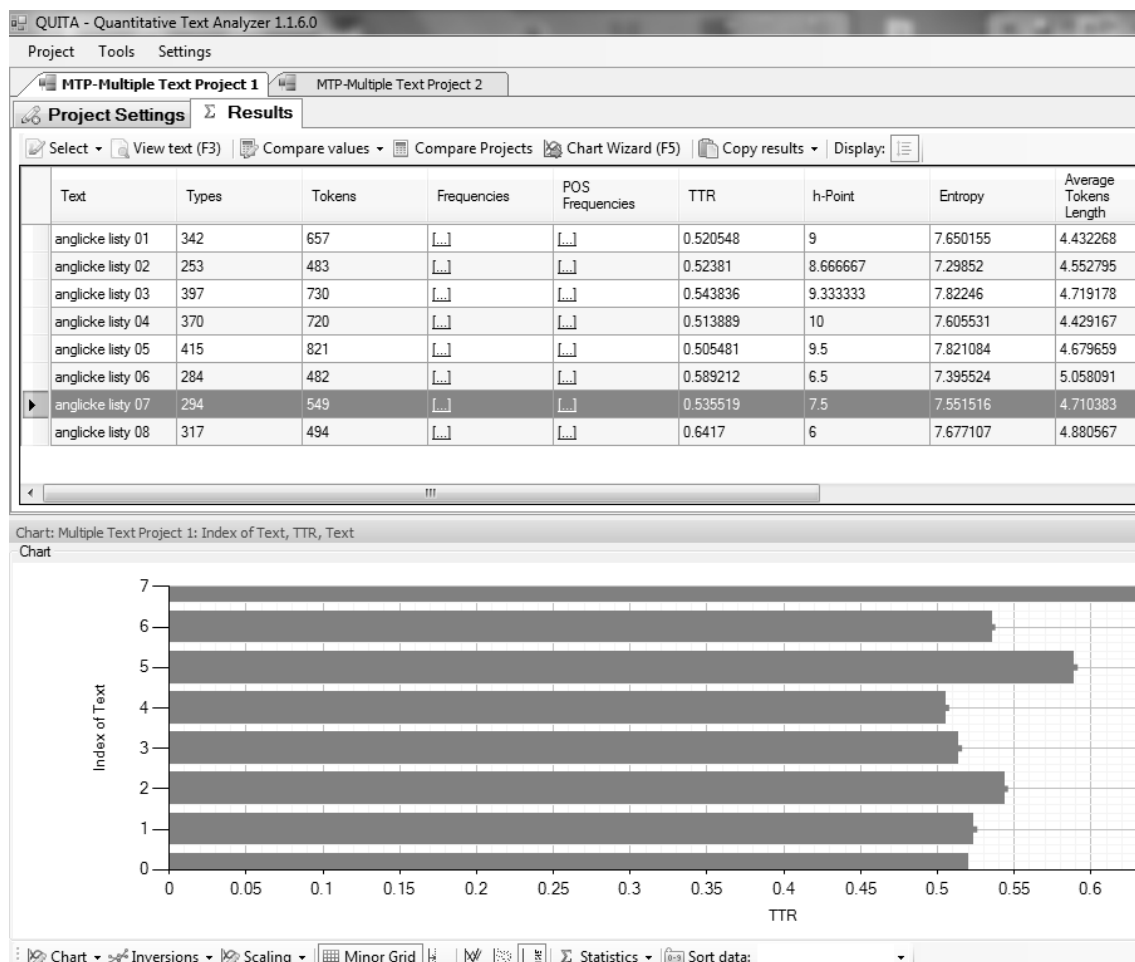 QUITA - Quantitative Text Analyzer 1.1.6.0
Project Tools Settings
MTP-Multiple Text Project 1 MTP-Multiple Text Project 2
Project Settings Σ Results
Select View text (F3) Compare values Compare Projects Chart Wizard (F5) Copy results Display:
Text Types Tokens Frequencies POS Frequencies TTR h-Point Entropy Average Tokens Length
anglicke listy 01 342 657 [...] [...] 0.520548 9 7.650155 4.432268
anglicke listy 02 253 483 [...] [...] 0.52381 8.666667 7.29852 4.552795
anglicke listy 03 397 730 [...] [...] 0.543836 9.333333 7.82246 4.719178
anglicke listy 04 370 720 [...] [...] 0.513889 10 7.605531 4.429167
anglicke listy 05 415 821 [...] [...] 0.505481 9.5 7.821084 4.679659
anglicke listy 06 284 482 [...] [...] 0.589212 6.5 7.395524 5.058091
anglicke listy 07 294 549 [...] [...] 0.535519 7.5 7.551516 4.710383
anglicke listy 08 317 494 [...] [...] 0.6417 6 7.677107 4.880567
Chart: Multiple Text Project 1: Index of Text, TTR, Text
Chart
7
6
5
4
3
2
1
0
Index of Text
0 0.05 0.1 0.15 0.2 0.25 0.3 0.35 0.4 0.45 0.5 0.55 0.6
TTR
Chart Inversions Scaling Minor Grid Σ Statistics Sort data: